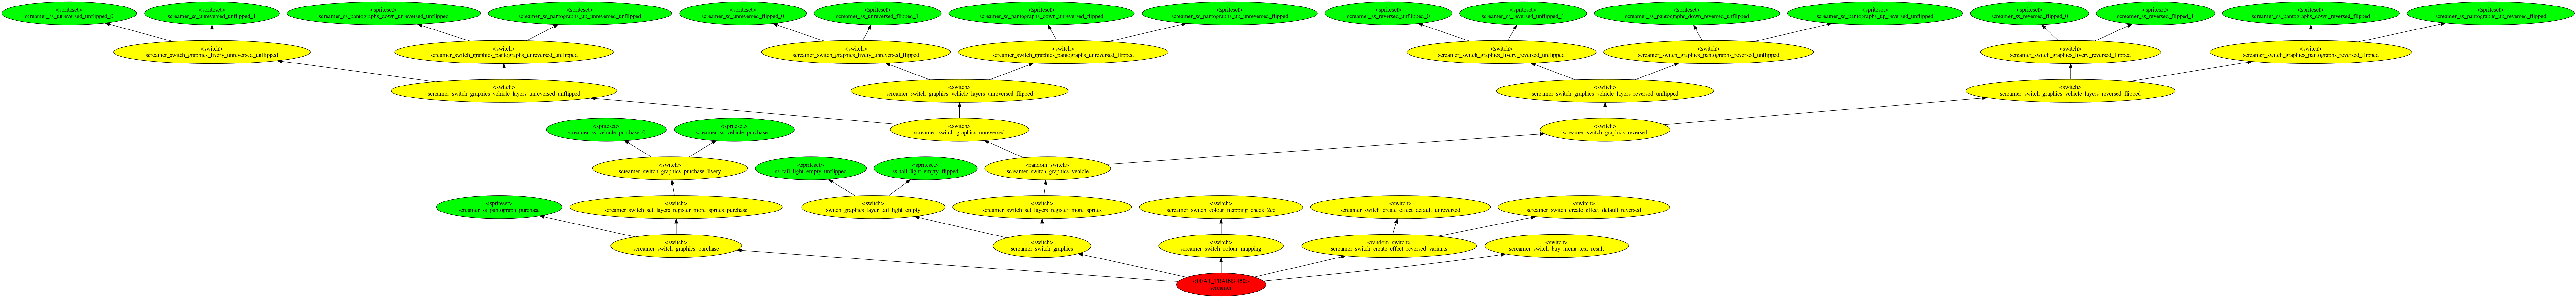 <spriteset>
screamer_ss_unreversed_unflipped_0
<spriteset>
screamer_ss_unreversed_unflipped_1
<spriteset>
screamer_ss_pantographs_down_unreversed_unflipped
<spriteset>
screamer_ss_pantographs_up_unreversed_unflipped
<spriteset>
screamer_ss_unreversed_flipped_0
<spriteset>
screamer_ss_unreversed_flipped_1
<spriteset>
screamer_ss_pantographs_down_unreversed_flipped
<spriteset>
screamer_ss_pantographs_up_unreversed_flipped
<spriteset>
screamer_ss_reversed_unflipped_0
<spriteset>
screamer_ss_reversed_unflipped_1
<spriteset>
screamer_ss_pantographs_down_reversed_unflipped
<spriteset>
screamer_ss_pantographs_up_reversed_unflipped
<spriteset>
screamer_ss_reversed_flipped_0
<spriteset>
screamer_ss_reversed_flipped_1
<spriteset>
screamer_ss_pantographs_down_reversed_flipped
<spriteset>
screamer_ss_pantographs_up_reversed_flipped
<switch>
screamer_switch_graphics_livery_unreversed_unflipped
<switch>
screamer_switch_graphics_pantographs_unreversed_unflipped
<switch>
screamer_switch_graphics_livery_unreversed_flipped
<switch>
screamer_switch_graphics_pantographs_unreversed_flipped
<switch>
screamer_switch_graphics_livery_reversed_unflipped
<switch>
screamer_switch_graphics_pantographs_reversed_unflipped
<switch>
screamer_switch_graphics_livery_reversed_flipped
<switch>
screamer_switch_graphics_pantographs_reversed_flipped
<switch>
screamer_switch_graphics_vehicle_layers_unreversed_unflipped
<switch>
screamer_switch_graphics_vehicle_layers_unreversed_flipped
<switch>
screamer_switch_graphics_vehicle_layers_reversed_unflipped
<switch>
screamer_switch_graphics_vehicle_layers_reversed_flipped
<spriteset>
screamer_ss_vehicle_purchase_0
<spriteset>
screamer_ss_vehicle_purchase_1
<switch>
screamer_switch_graphics_unreversed
<switch>
screamer_switch_graphics_reversed
<switch>
screamer_switch_graphics_purchase_livery
<spriteset>
ss_tail_light_empty_unflipped
<spriteset>
ss_tail_light_empty_flipped
<random_switch>
screamer_switch_graphics_vehicle
<spriteset>
screamer_ss_pantograph_purchase
<switch>
screamer_switch_set_layers_register_more_sprites_purchase
<switch>
switch_graphics_layer_tail_light_empty
<switch>
screamer_switch_set_layers_register_more_sprites
<switch>
screamer_switch_colour_mapping_check_2cc
<switch>
screamer_switch_create_effect_default_unreversed
<switch>
screamer_switch_create_effect_default_reversed
<switch>
screamer_switch_graphics_purchase
<switch>
screamer_switch_graphics
<switch>
screamer_switch_colour_mapping
<random_switch>
screamer_switch_create_effect_reversed_variants
<switch>
screamer_switch_buy_menu_text_result
screamer